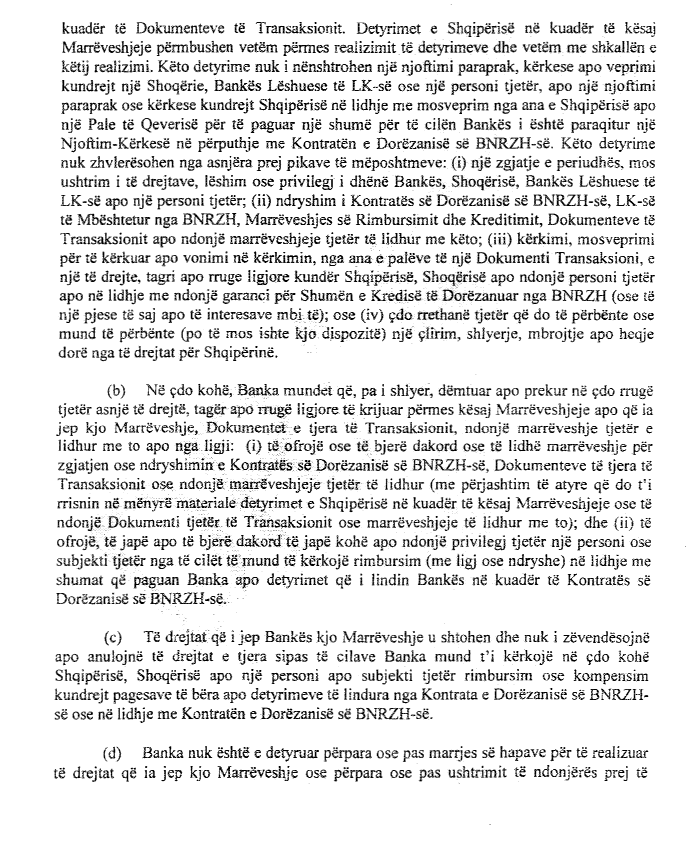 kuadër të Dokumenteve të Transaksionit. Detyrimet e Shqipërisë në kuadër të kësaj
Marrëveshjeje përmbushen vetëm përmes realizimit të detyrimeve dhe vetëm me shkallën e
këtij realizimi. Këto detyrime nuk i nënshtrohen një njoftimi paraprak, kërkese apo veprimi
kundrejt një Shoqërie, Bankës Lëshuese të LK-së ose një personi tjetër, apo një njoftimi
paraprak ose kërkese kundrejt Shqipërisë në lidhje me mosveprim nga ana e Shqipërisë apo
një Pale të Qeverisë për të paguar një shumë për të cilën Bankës i është paraqitur një
Njoftim-Kërkesë në përputhje me Kontratën e Dorëzanisë së BNRZH-së. Këto detyrime
nuk zhvlerësohen nga asnjëra prej pikave të mëposhtmeve: (i) një zgjatje e periudhës, mos
ushtrim i të drejtave, lëshim ose privilegj i dhënë Bankës, Shoqërisë, Bankës Lëshuese të
LK-së apo një personi tjetër; (ii) ndryshim i Kontratës së Dorëzanisë së BNRZH-së, LK-së
të Mbështetur nga BNRZH, Marrëveshjes së Rimbursimit dhe Kreditimit, Dokumenteve të
Transaksionit apo ndonjë marrëveshjeje tjetër të lidhur me këto; (iii) kërkimi, mosveprimi
për të kërkuar apo vonimi në kërkimin, nga ana e palëve të një Dokumenti Transaksioni, e
një të drejte, tagri apo rruge ligjore kundër Shqipërisë, Shoqërisë apo ndonjë personi tjetër
apo në lidhje me ndonjë garanci për Shumën e Kredisë të Dorëzanuar nga BNRZH (ose të
një pjese të saj apo të interesave mbi të); ose (iv) çdo rrethanë tjetër që do të përbënte ose
mund të përbënte (po të mos ishte kjo dispozitë) një çlirim, shlyerje, mbrojtje apo heqje
dorë nga të drejtat për Shqipërinë.
(b) Në çdo kohë, Banka mundet që, pa i shlyer, dëmtuar apo prekur në çdo rrugë
tjetër asnjë të drejtë, tagër apo rrugë ligjore të krijuar përmes kësaj Marrëveshjeje apo që ia
jep kjo Marrëveshje, Dokumentet e tjera të Transaksionit, ndonjë marrëveshje tjetër e
lidhur me to apo nga ligji: (i) të ofrojë ose të bjerë dakord ose të lidhë marrëveshje për
zgjatjen ose ndryshimin e Kontratës së Dorëzanisë së BNRZH-së, Dokumenteve të tjera të
Transaksionit ose ndonjë marrëveshjeje tjetër të lidhur (me përjashtim të atyre që do t'i
rrisnin në mënyrë materiale detyrimet e Shqipërisë në kuadër të kësaj Marrëveshjeje ose të
ndonjë Dokumenti tjetër të Transaksionit ose marrëveshjeje të lidhur me to); dhe (ii) të
ofrojë, të japë apo të bjerë dakord të japë kohë apo ndonjë privilegj tjetër një personi ose
subjekti tjetër nga të cilët të mund të kërkojë rimbursim (me ligj ose ndryshe) në lidhje me
shumat që paguan Banka apo detyrimet që i lindin Bankës në kuadër të Kontratës së
Dorëzanisë së BNRZH-së.
(c) Të drejtat që i jep Bankës kjo Marrëveshje u shtohen dhe nuk i zëvendësojnë
apo anulojnë të drejtat e tjera sipas të cilave Banka mund t'i kërkojë në çdo kohë
Shqipërisë, Shoqërisë apo një personi apo subjekti tjetër rimbursim ose kompensim
kundrejt pagesave të bëra apo detyrimeve të lindura nga Kontrata e Dorëzanisë së BNRZH-
së ose në lidhje me Kontratën e Dorëzanisë së BNRZH-së.
(d) Banka nuk është e detyruar përpara ose pas marrjes së hapave për të realizuar
të drejtat që ia jep kjo Marrëveshje ose përpara ose pas ushtrimit të ndonjërës prej të